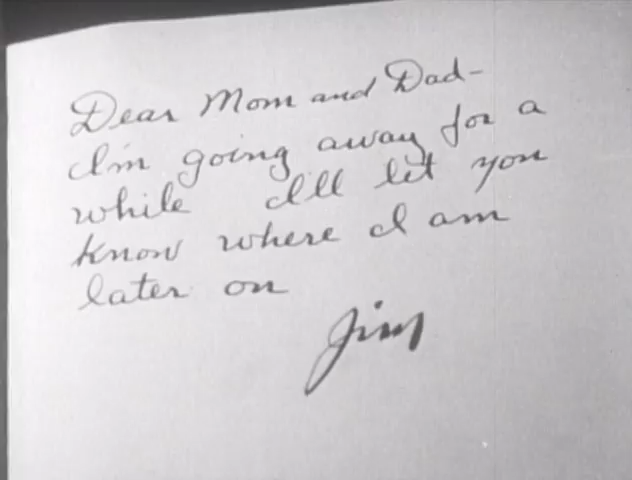 Dear Mom and Dad-
I'm going away for a
while I'll let you
know where I am
later on
Jim